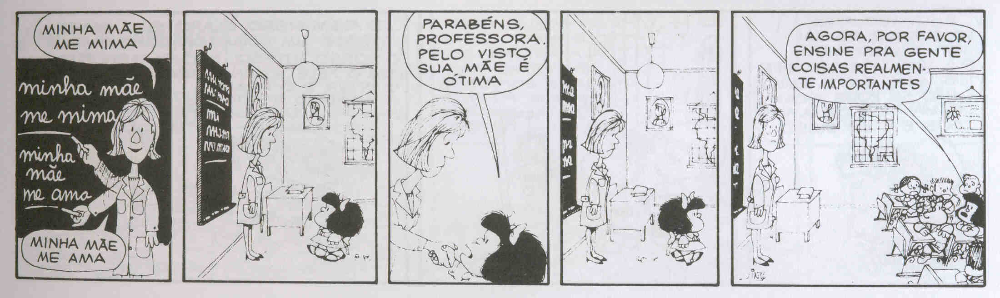 MINHA MÃE
ME MIMA
minha mãe
me mima
minha
mãe
me ama
MINHA MÃE
ME AMA
PARABÉNS,
PROFESSORA.
PELO VISTO
SUA MÃE É
ÓTIMA
AGORA, POR FAVOR,
ENSINE PRA GENTE
COISAS REALMEN-
TE IMPORTANTES